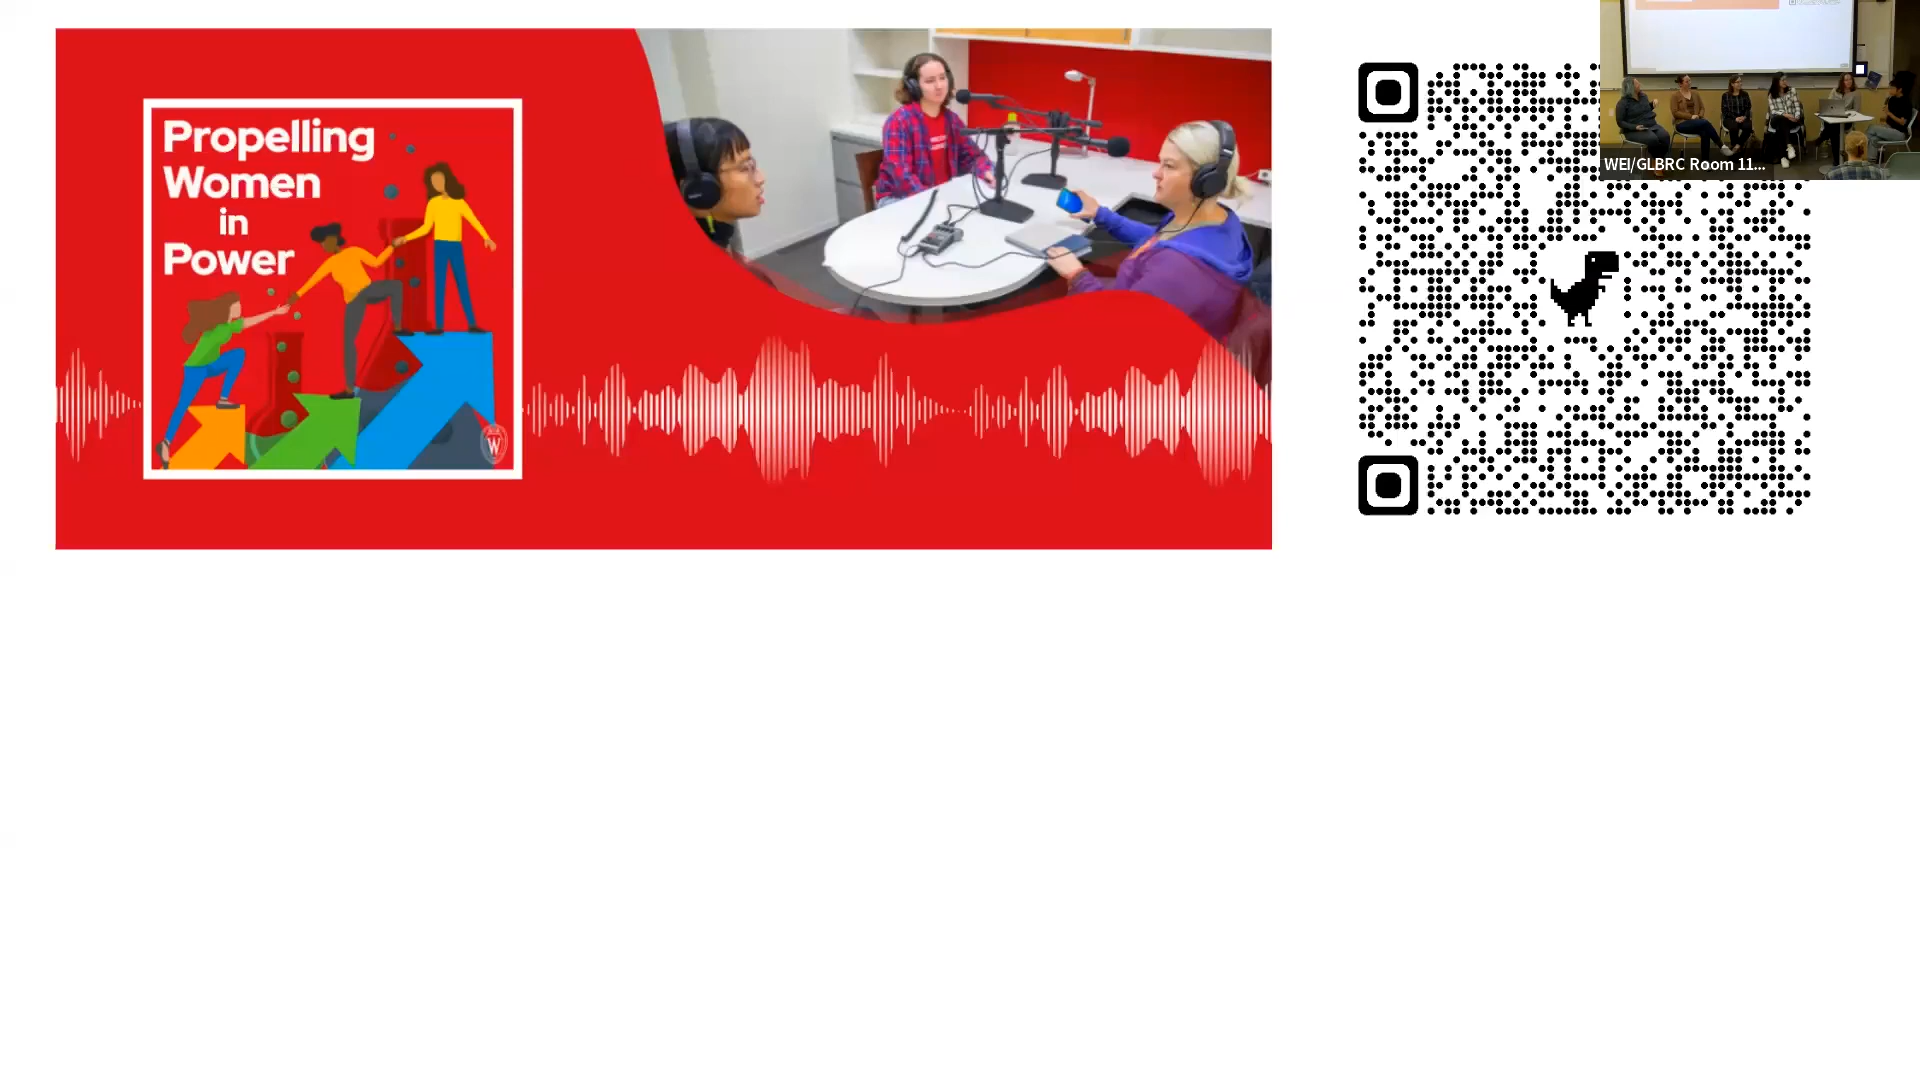 Propelling
Women
in
Power
W
WEI/GLBRC Room 11...